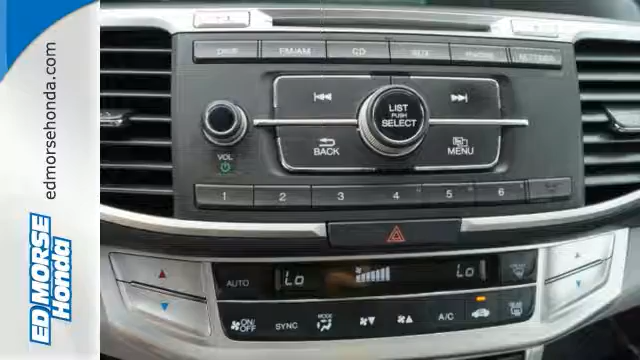 edmorsehonda.com
ED MORSE
Honda
FM/AM CD AUX
LIST
PUSH
SELECT
BACK MENU
VOL
1 2 3 4 5 6
AUTO Lo Lo
ON/
OFF SYNC MODE A/C REAR